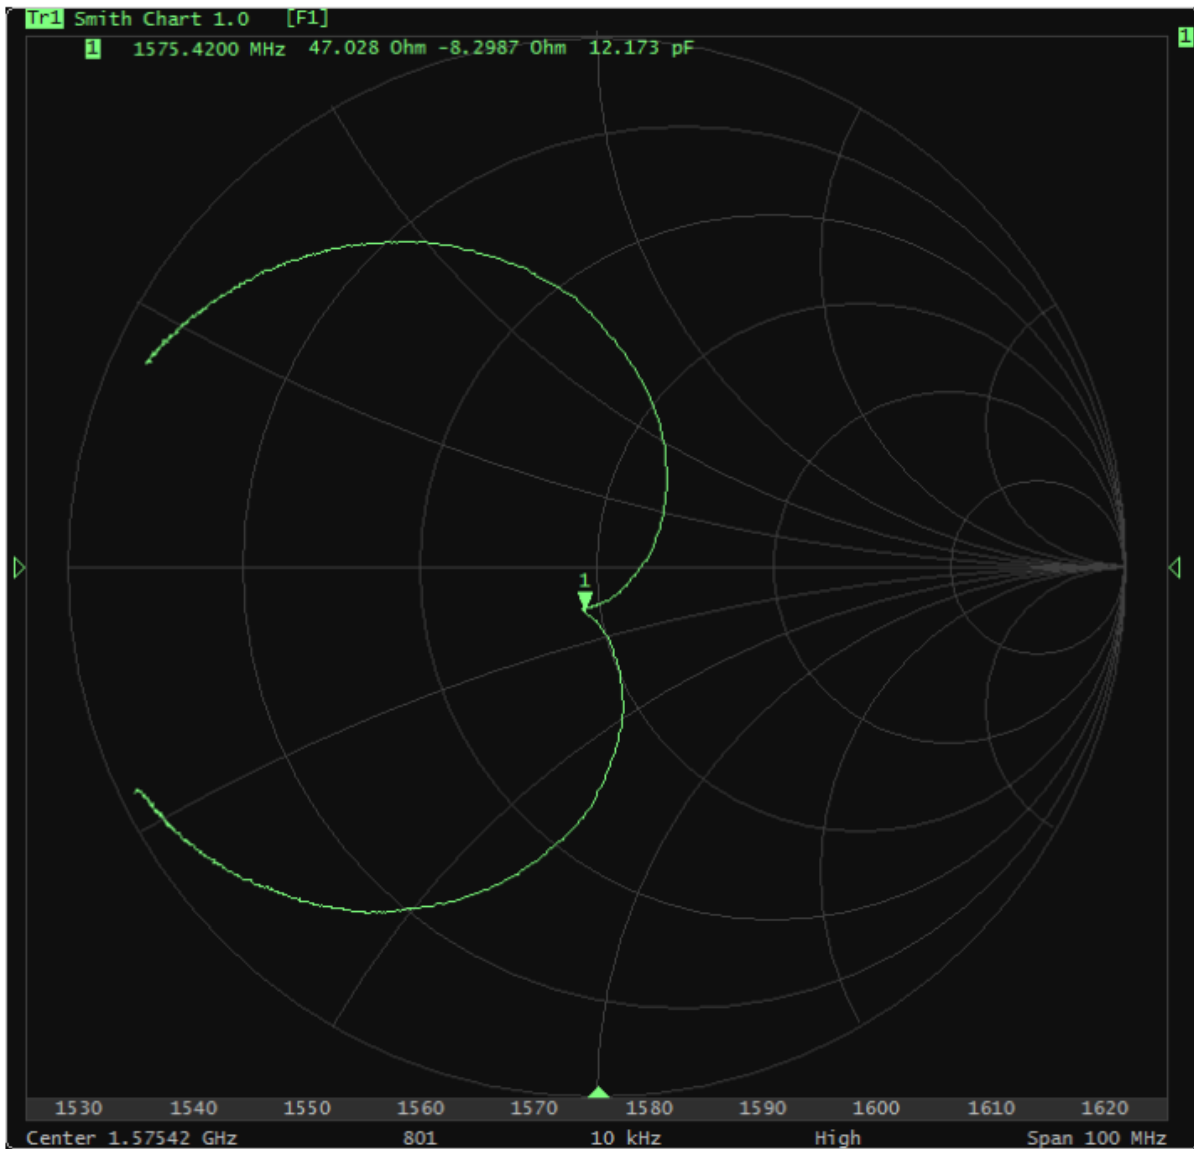 Tr1 Smith Chart 1.0 [F1]
1 1575.4200 MHz 47.028 Ohm -8.2987 Ohm 12.173 pF
1
1
1530 1540 1550 1560 1570 1580 1590 1600 1610 1620
Center 1.57542 GHz 801 10 kHz High Span 100 MHz